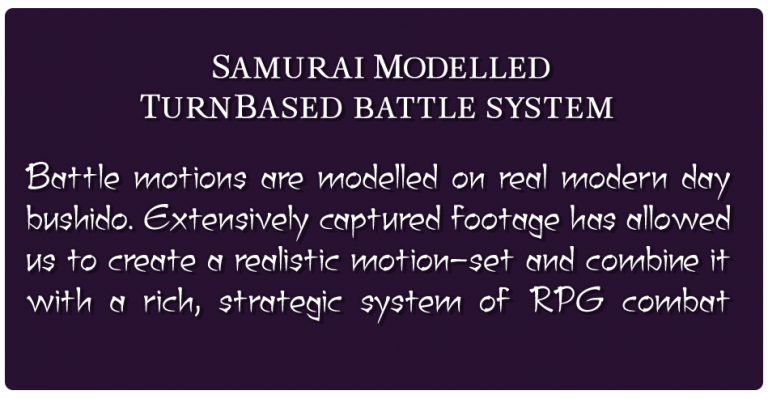 Samurai Modelled
TurnBased battle system
Battle motions are modelled on real modern day
bushido. Extensively captured footage has allowed
us to create a realistic motion-set and combine it
with a rich, strategic system of RPG combat